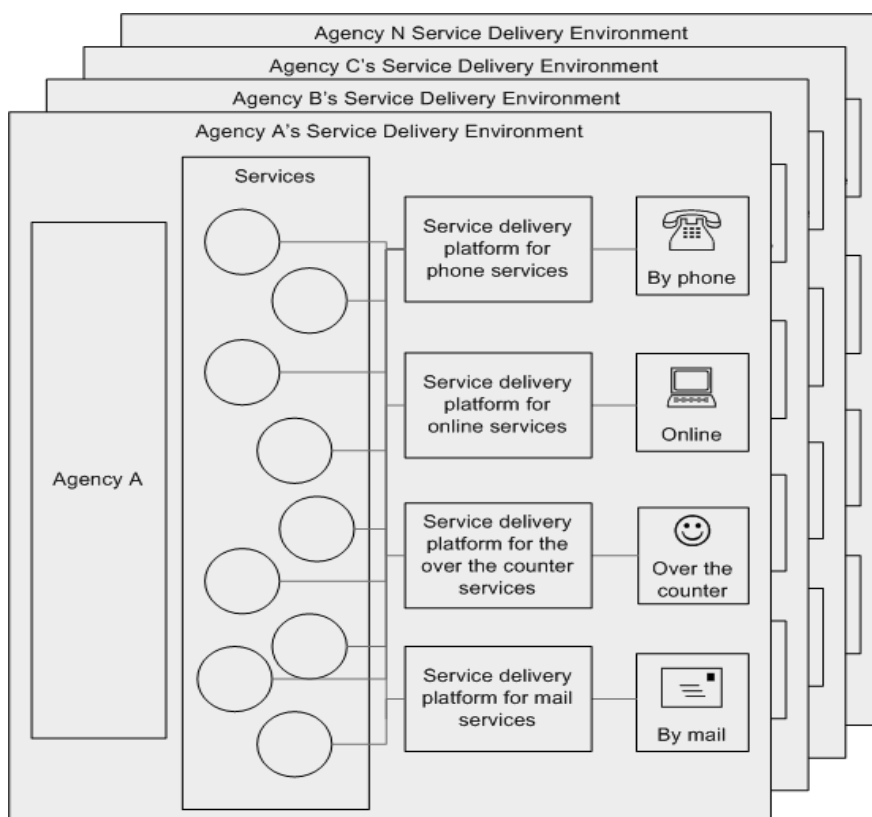 Agency N Service Delivery Environment
Agency C's Service Delivery Environment
Agency B's Service Delivery Environment
Agency A's Service Delivery Environment
Services
Agency A
Service delivery
platform for
phone services
By phone
Service delivery
platform for
online services
Online
Service delivery
platform for the
over the counter
services
Over the
counter
Service delivery
platform for mail
services
By mail